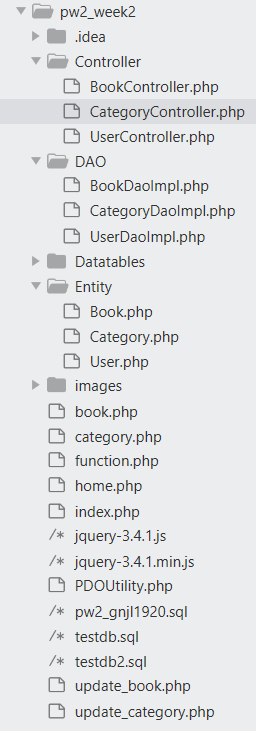 pw2_week2
.idea
Controller
BookController.php
CategoryController.php
UserController.php
DAO
BookDaoImpl.php
CategoryDaoImpl.php
UserDaoImpl.php
Datatables
Entity
Book.php
Category.php
User.php
images
book.php
category.php
function.php
home.php
index.php
/* jquery-3.4.1.js
/* jquery-3.4.1.min.js
PDOUtility.php
/* pw2_gnjl1920.sql
/* testdb.sql
/* testdb2.sql
update_book.php
update_category.php